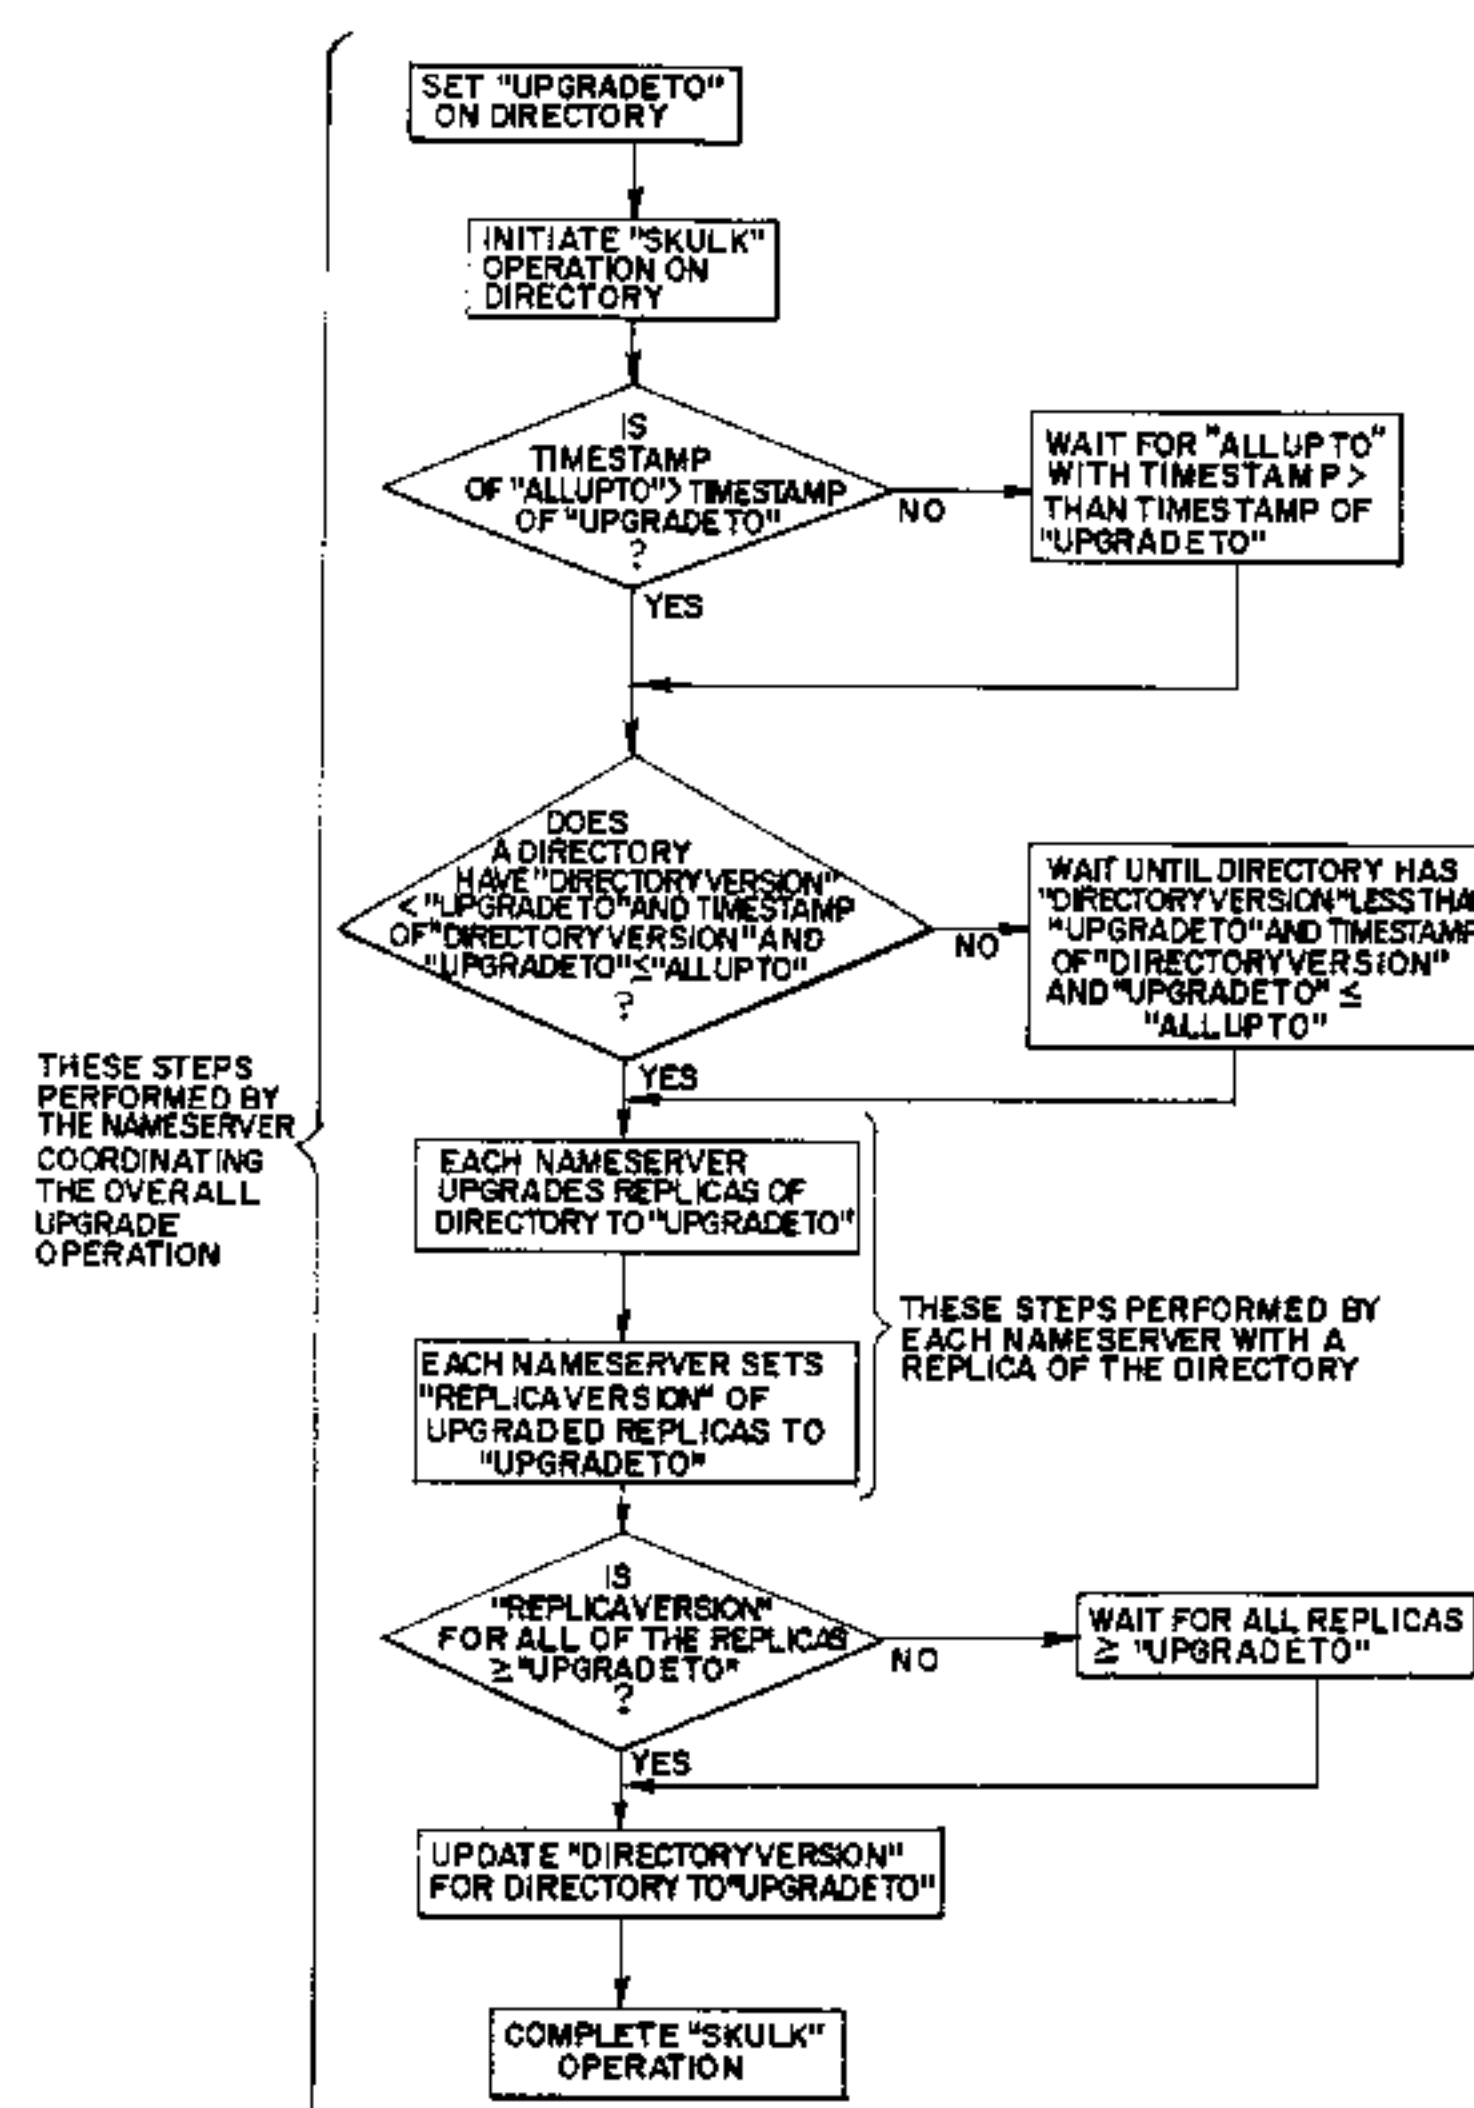 SET "UPGRADETO"
ON DIRECTORY
INITIATE "SKULK"
OPERATION ON
DIRECTORY
IS
TIMESTAMP
OF "ALLUPTO" > TIMESTAMP
OF "UPGRADETO"
?
NO
WAIT FOR "ALLUPTO"
WITH TIMESTAMP >
THAN TIMESTAMP OF
"UPGRADETO"
YES
DOES
A DIRECTORY
HAVE "DIRECTORYVERSION"
< "UPGRADETO" AND TIMESTAMP
OF "DIRECTORYVERSION" AND
"UPGRADETO" ≤ "ALLUPTO"
?
NO
WAIT UNTIL DIRECTORY HAS
"DIRECTORYVERSION" LESS THAN
"UPGRADETO" AND TIMESTAMP
OF "DIRECTORYVERSION"
AND "UPGRADETO" ≤
"ALLUPTO"
YES
THESE STEPS
PERFORMED BY
THE NAMESERVER
COORDINATING
THE OVERALL
UPGRADE
OPERATION
EACH NAMESERVER
UPGRADES REPLICAS OF
DIRECTORY TO "UPGRADETO"
EACH NAMESERVER SETS
"REPLICAVERSION" OF
UPGRADED REPLICAS TO
"UPGRADETO"
THESE STEPS PERFORMED BY
EACH NAMESERVER WITH A
REPLICA OF THE DIRECTORY
IS
"REPLICAVERSION"
FOR ALL OF THE REPLICAS
≥ "UPGRADETO"
?
NO
WAIT FOR ALL REPLICAS
≥ "UPGRADETO"
YES
UPDATE "DIRECTORYVERSION"
FOR DIRECTORY TO "UPGRADETO"
COMPLETE "SKULK"
OPERATION